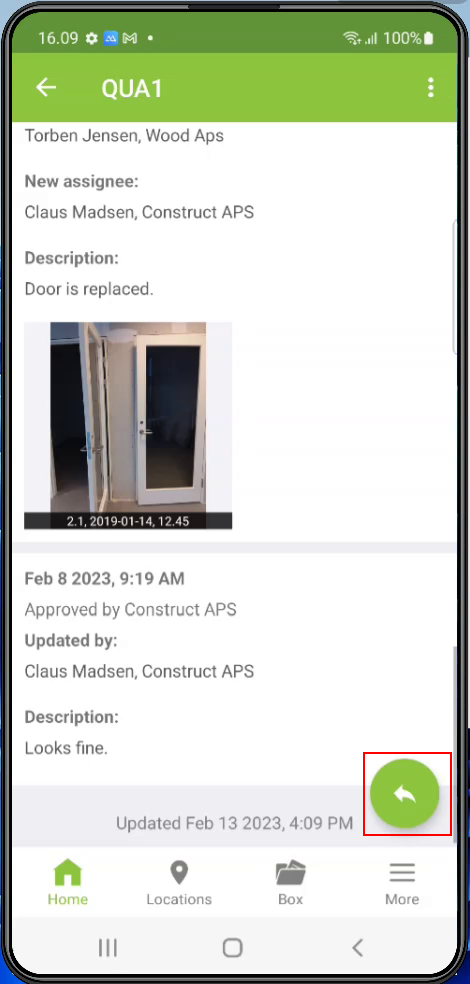 16.09
100%
QUA1
Torben Jensen, Wood Aps
New assignee:
Claus Madsen, Construct APS
Description:
Door is replaced.
2.1, 2019-01-14, 12.45
Feb 8 2023, 9:19 AM
Approved by Construct APS
Updated by:
Claus Madsen, Construct APS
Description:
Looks fine.
Updated Feb 13 2023, 4:09 PM
Home
Locations
Box
More